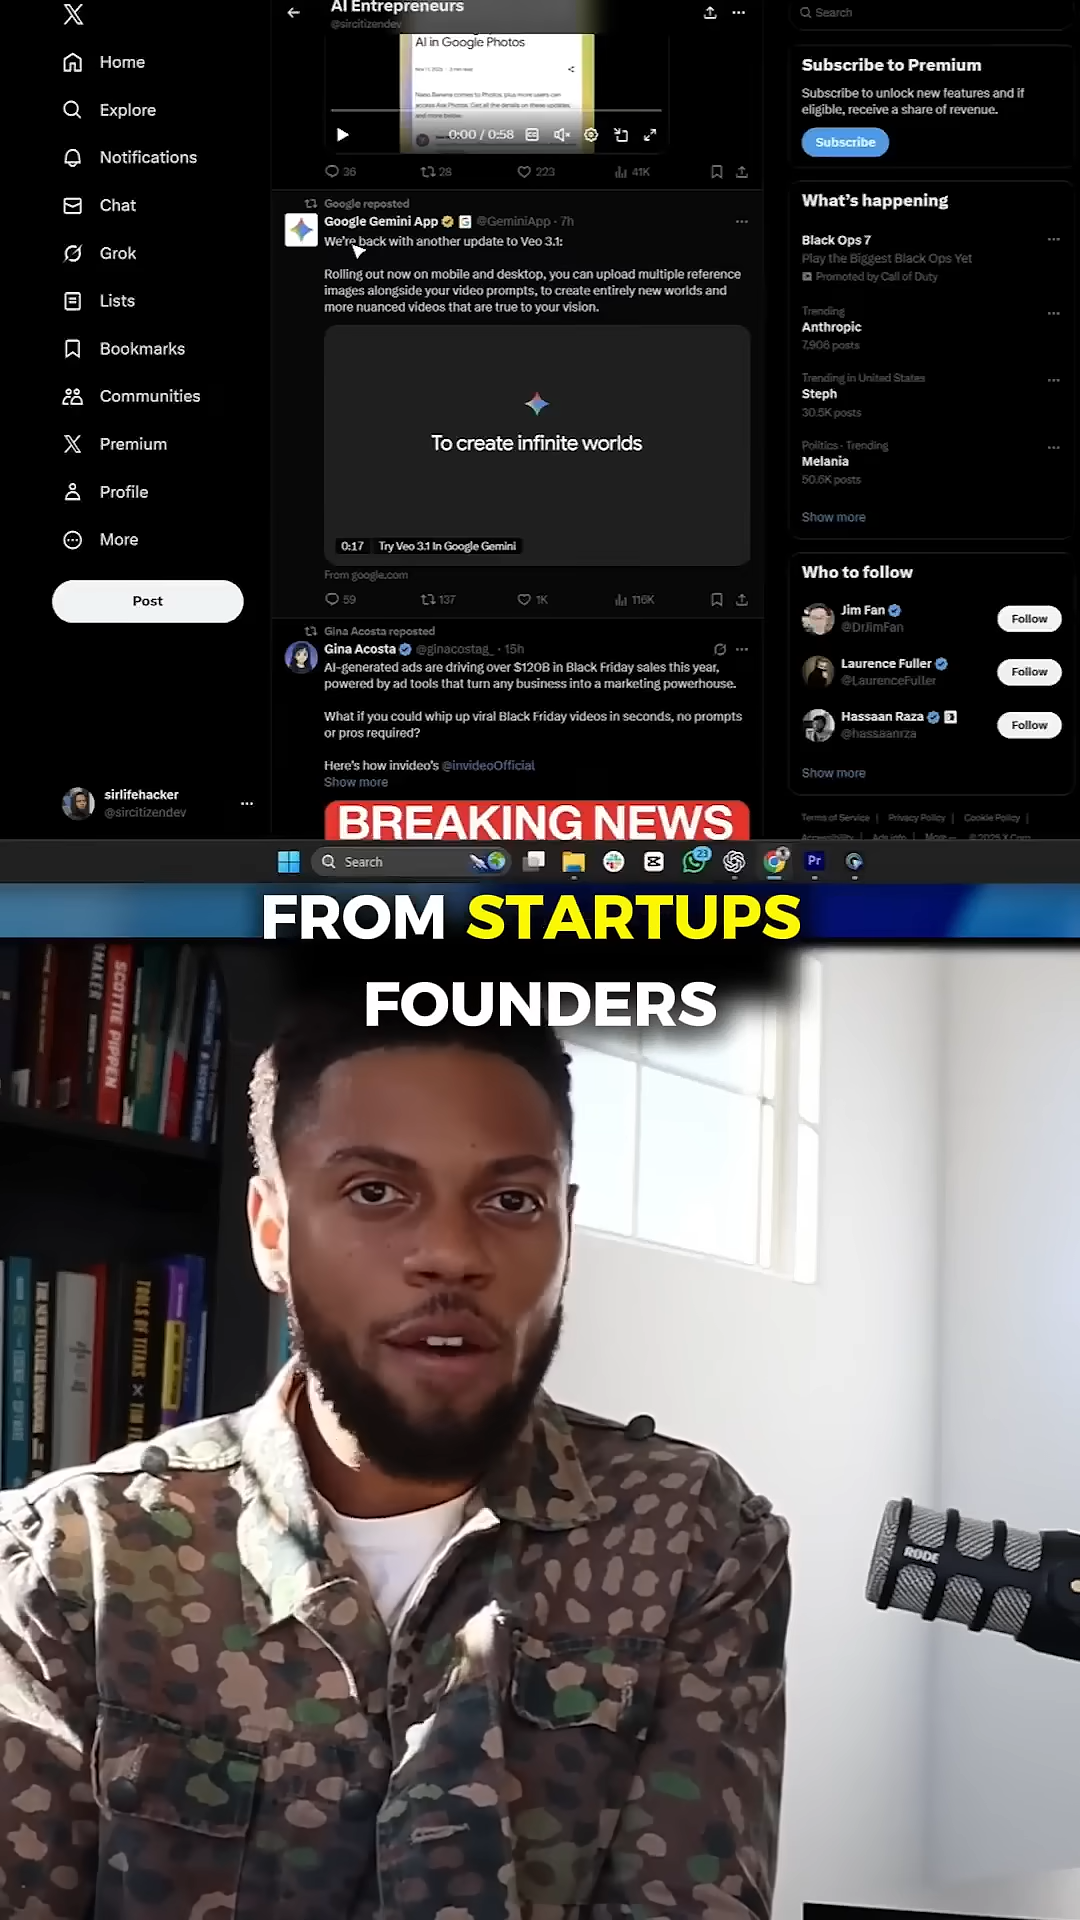 AI Entrepreneurs
@sircitizendev
Home
Explore
Notifications
Chat
Grok
Lists
Bookmarks
Communities
Premium
Profile
More
Post
sirlifehacker
@sircitizendev
AI in Google Photos
0:00 / 0:58
36 28 223 41K
Google reposted
Google Gemini App @GeminiApp · 7h
We're back with another update to Veo 3.1:
Rolling out now on mobile and desktop, you can upload multiple reference
images alongside your video prompts, to create entirely new worlds and
more nuanced videos that are true to your vision.
To create infinite worlds
0:17 Try Veo 3.1 In Google Gemini
From google.com
59 137 1K 116K
Gina Acosta reposted
Gina Acosta @ginacostag_ · 15h
AI-generated ads are driving over $120B in Black Friday sales this year,
powered by ad tools that turn any business into a marketing powerhouse.
What if you could whip up viral Black Friday videos in seconds, no prompts
or pros required?
Here's how invideo's @invideoOfficial
Show more
BREAKING NEWS
Search
Subscribe to Premium
Subscribe to unlock new features and if
eligible, receive a share of revenue.
Subscribe
What's happening
Black Ops 7
Play the Biggest Black Ops Yet
Promoted by Call of Duty
Trending
Anthropic
7,906 posts
Trending in United States
Steph
30.5K posts
Politics · Trending
Melania
50.6K posts
Show more
Who to follow
Jim Fan
@DrJimFan
Follow
Laurence Fuller
@LaurenceFuller
Follow
Hassaan Raza
@hassaanrza
Follow
Show more
Terms of Service | Privacy Policy | Cookie Policy |
Search
23
Pr
FROM STARTUPS
FOUNDERS
SCOTTIE PIPPEN
TOOLS OF TITANS
RODE